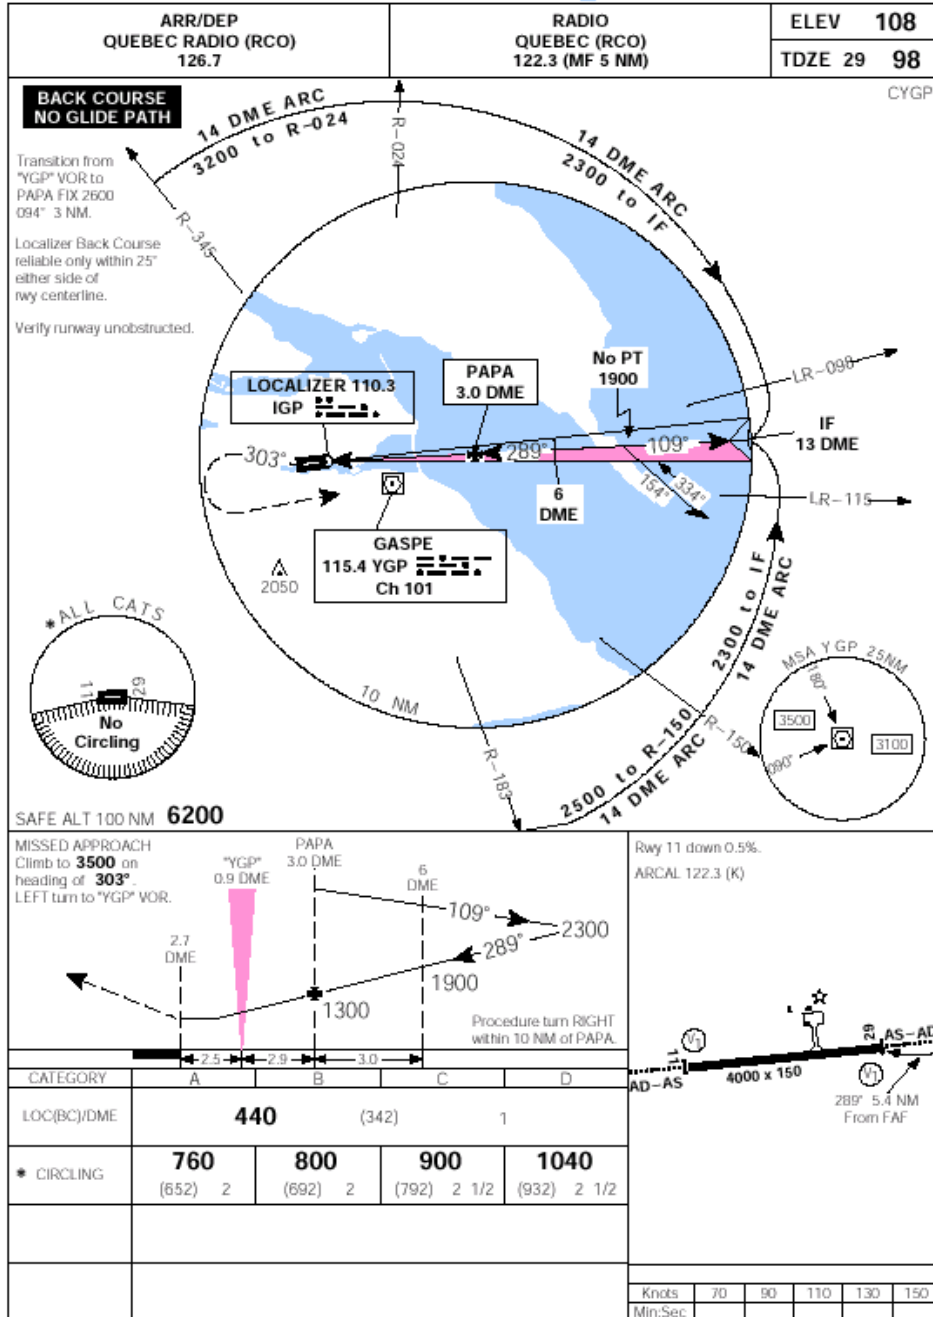 ARR/DEP
QUEBEC RADIO (RCO)
126.7
RADIO
QUEBEC (RCO)
122.3 (MF 5 NM)
ELEV 108
TDZE 29 98
CYGP
BACK COURSE
NO GLIDE PATH
Transition from
"YGP" VOR to
PAPA FIX 2600
094° 3 NM.
Localizer Back Course
reliable only within 25°
either side of
rwy centerline.
Verify runway unobstructed.
14 DME ARC
3200 to R-024
R-024
14 DME ARC
2300 to IF
R-345
LOCALIZER 110.3
IGP
PAPA
3.0 DME
No PT
1900
LR-098
IF
13 DME
303°
289°
109°
6
DME
154°
334°
LR-115
GASPE
115.4 YGP
Ch 101
2050
2300 to IF
14 DME ARC
*ALL CATS
11
29
No
Circling
10 NM
R-183
R-150
2500 to R-150
14 DME ARC
MSA YGP 25NM
180°
3500
3100
090°
SAFE ALT 100 NM 6200
MISSED APPROACH
Climb to 3500 on
heading of 303°.
LEFT turn to "YGP" VOR.
"YGP"
0.9 DME
PAPA
3.0 DME
6
DME
2.7
DME
109°
289°
2300
1900
1300
Procedure turn RIGHT
within 10 NM of PAPA.
2.5
2.9
3.0
Rwy 11 down 0.5%.
ARCAL 122.3 (K)
V1
11
29
AS-AD
AD-AS
4000 x 150
V1
289° 5.4 NM
From FAF
CATEGORY A B C D
LOC(BC)/DME 440 (342) 1
* CIRCLING 760 800 900 1040
(652) 2 (692) 2 (792) 2 1/2 (932) 2 1/2
Knots 70 90 110 130 150
Min:Sec